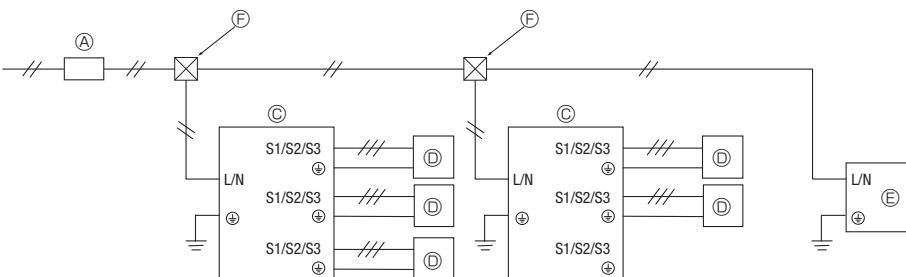 Ⓕ Ⓕ
Ⓐ
Ⓒ Ⓒ
S1/S2/S3 Ⓓ S1/S2/S3 Ⓓ
L/N L/N L/N
S1/S2/S3 Ⓓ S1/S2/S3 Ⓓ Ⓔ
S1/S2/S3 Ⓓ S1/S2/S3